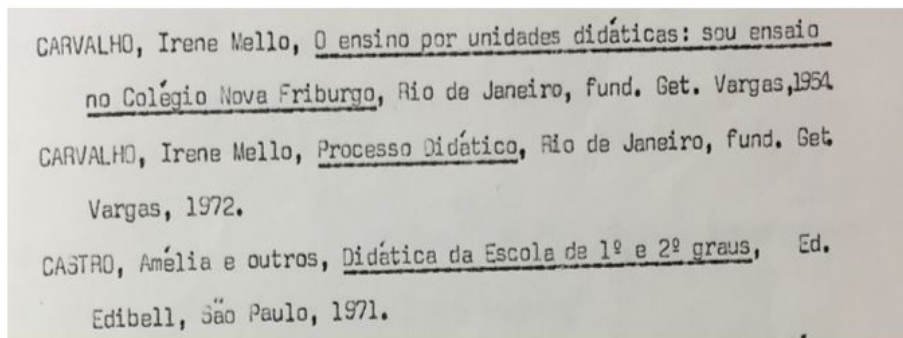 CARVALHO, Irene Mello, O ensino por unidades didáticas: sou ensaio
no Colégio Nova Friburgo, Rio de Janeiro, fund. Get. Vargas,1954
CARVALHO, Irene Mello, Processo Didático, Rio de Janeiro, fund. Get.
Vargas, 1972.
CASTRO, Amélia e outros, Didática da Escola de 1º e 2º graus, Ed.
Edibell, São Paulo, 1971.